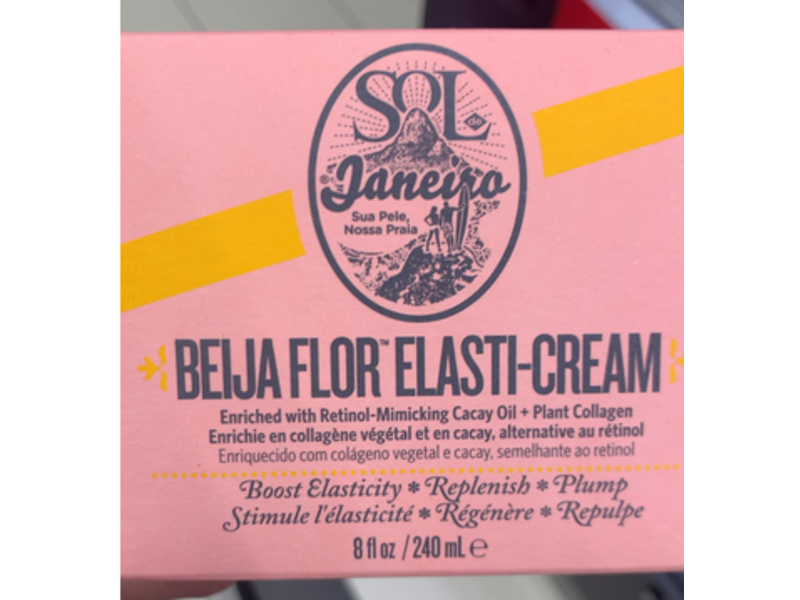 SOL
de
Janeiro
Sua Pele,
Nossa Praia
BEIJA FLOR™ ELASTI-CREAM
Enriched with Retinol-Mimicking Cacay Oil + Plant Collagen
Enrichie en collagène végétal et en cacay, alternative au rétinol
Enriquecido com colágeno vegetal e cacay, semelhante ao retinol
Boost Elasticity * Replenish * Plump
Stimule l'élasticité * Régénère * Repulpe
8 fl oz / 240 mL ℮